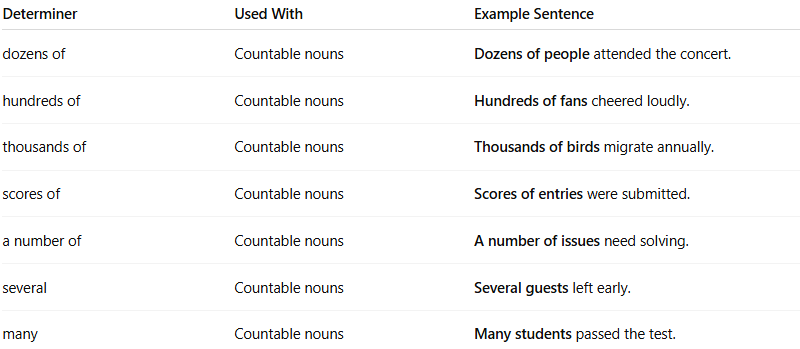 Determiner Used With Example Sentence
dozens of Countable nouns Dozens of people attended the concert.
hundreds of Countable nouns Hundreds of fans cheered loudly.
thousands of Countable nouns Thousands of birds migrate annually.
scores of Countable nouns Scores of entries were submitted.
a number of Countable nouns A number of issues need solving.
several Countable nouns Several guests left early.
many Countable nouns Many students passed the test.